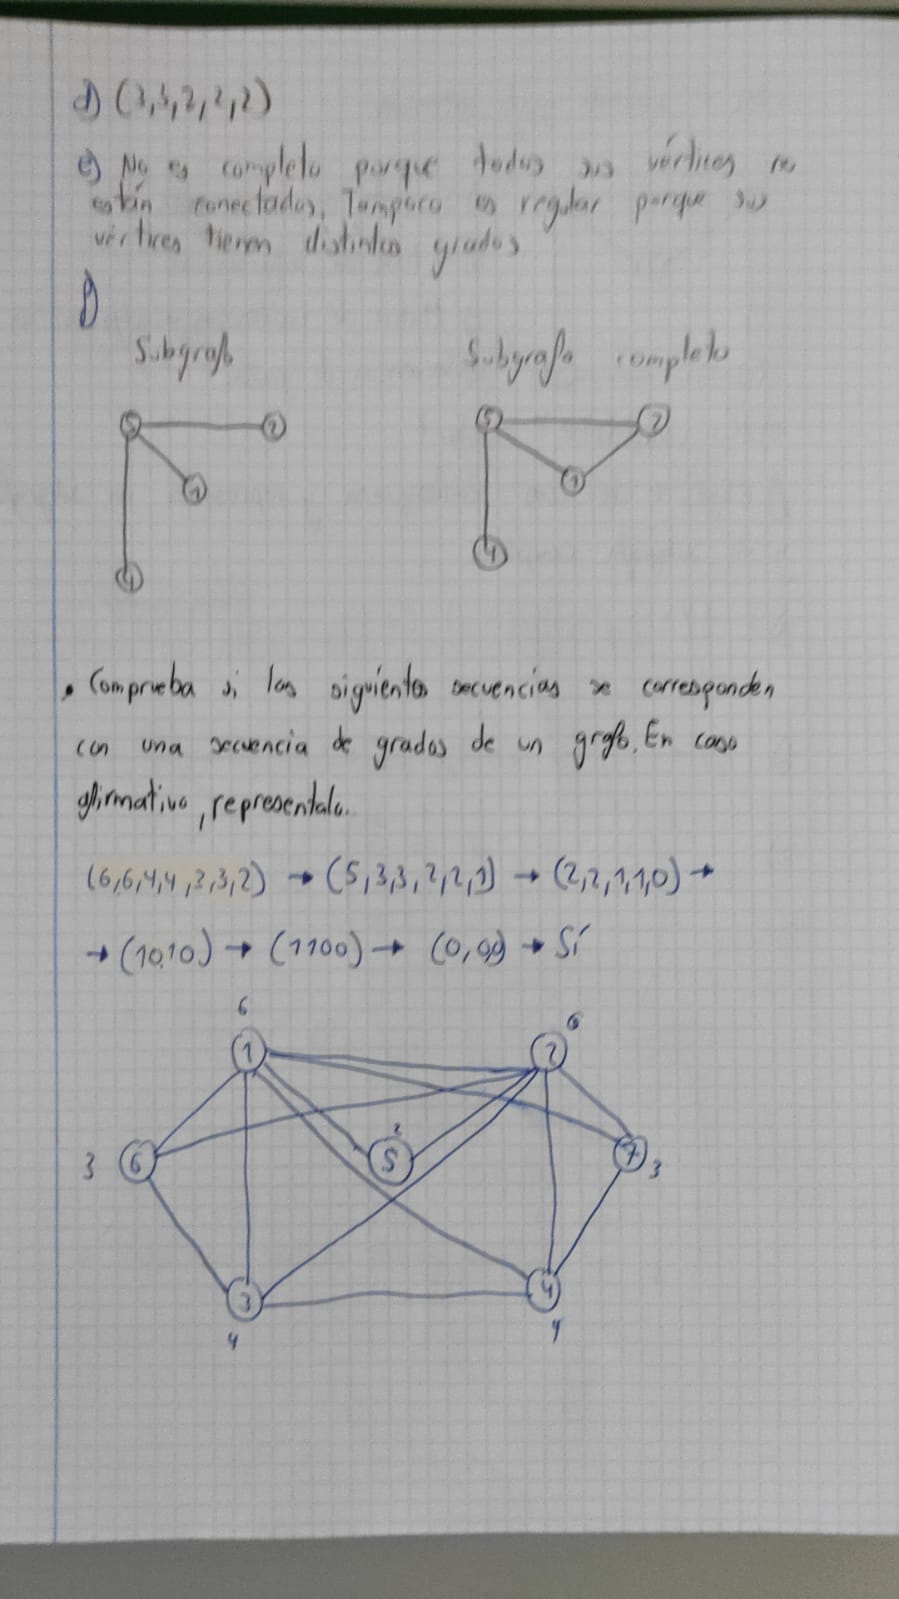 d) (3,3,2,2,2)
e) No es completo porque todos sus vértices no
están conectados. Tampoco es regular porque sus
vértices tienen distintos grados
f)
Subgrafo Subgrafo completo
5 2 5 2
1 1
4 4
• Comprueba si las siguientes secuencias se corresponden
con una secuencia de grados de un grafo. En caso
afirmativo, represéntalo.
(6,6,4,4,3,3,2) → (5,3,3,2,2,1) → (2,2,1,1,0) →
→ (1010) → (1100) → (0,0,0) → Sí
6 6
1 2
2
3 6 5 7 3
3 4
4 4